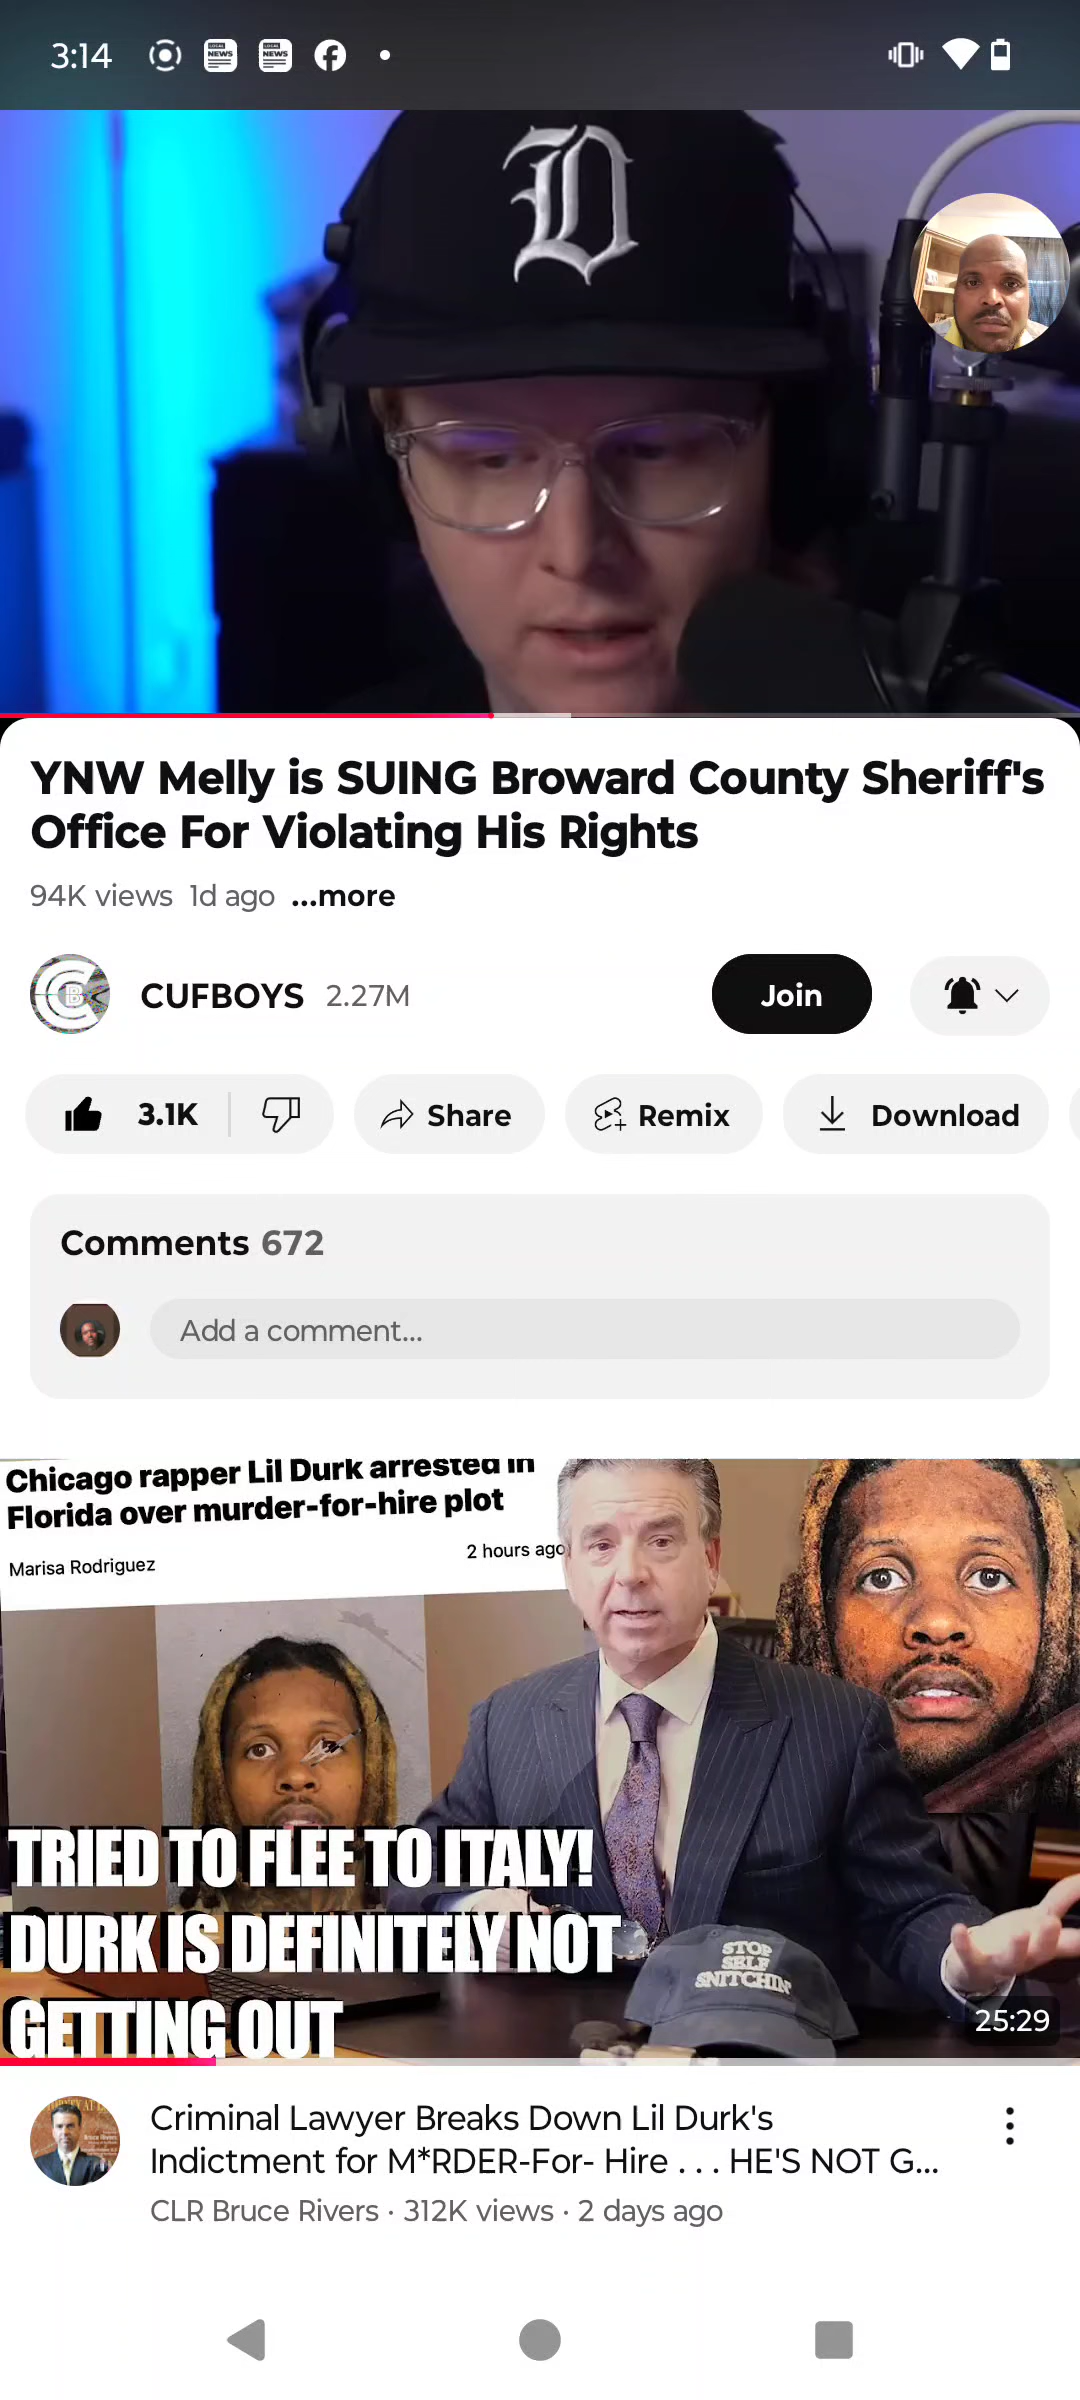 3:14
LOCAL
NEWS
LOCAL
NEWS
D
YNW Melly is SUING Broward County Sheriff's
Office For Violating His Rights
94K views 1d ago ...more
CUFBOYS 2.27M
Join
3.1K
Share
Remix
Download
Comments 672
Add a comment...
Chicago rapper Lil Durk arrested in
Florida over murder-for-hire plot
Marisa Rodriguez
2 hours ago
TRIED TO FLEE TO ITALY!
DURK IS DEFINITELY NOT
GETTING OUT
STOP
SELF
SNITCHIN'
25:29
Criminal Lawyer Breaks Down Lil Durk's
Indictment for M*RDER-For- Hire . . . HE'S NOT G...
CLR Bruce Rivers · 312K views · 2 days ago